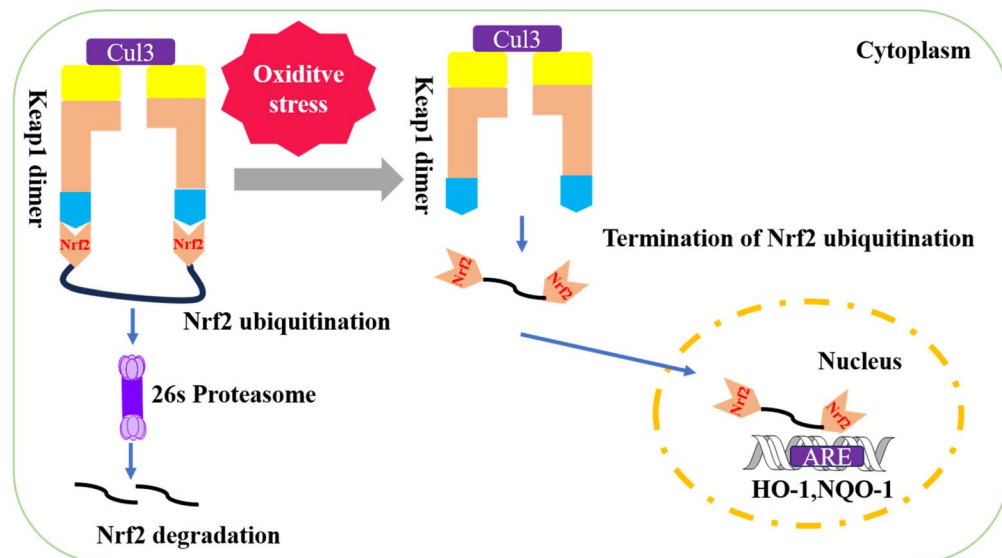 Cul3
Keap1 dimer
Nrf2
Nrf2
Nrf2 ubiquitination
26s Proteasome
Nrf2 degradation
Oxiditve
stress
Cul3
Keap1 dimer
Cytoplasm
Termination of Nrf2 ubiquitination
Nrf2
Nrf2
Nucleus
Nrf2
Nrf2
ARE
HO-1,NQO-1